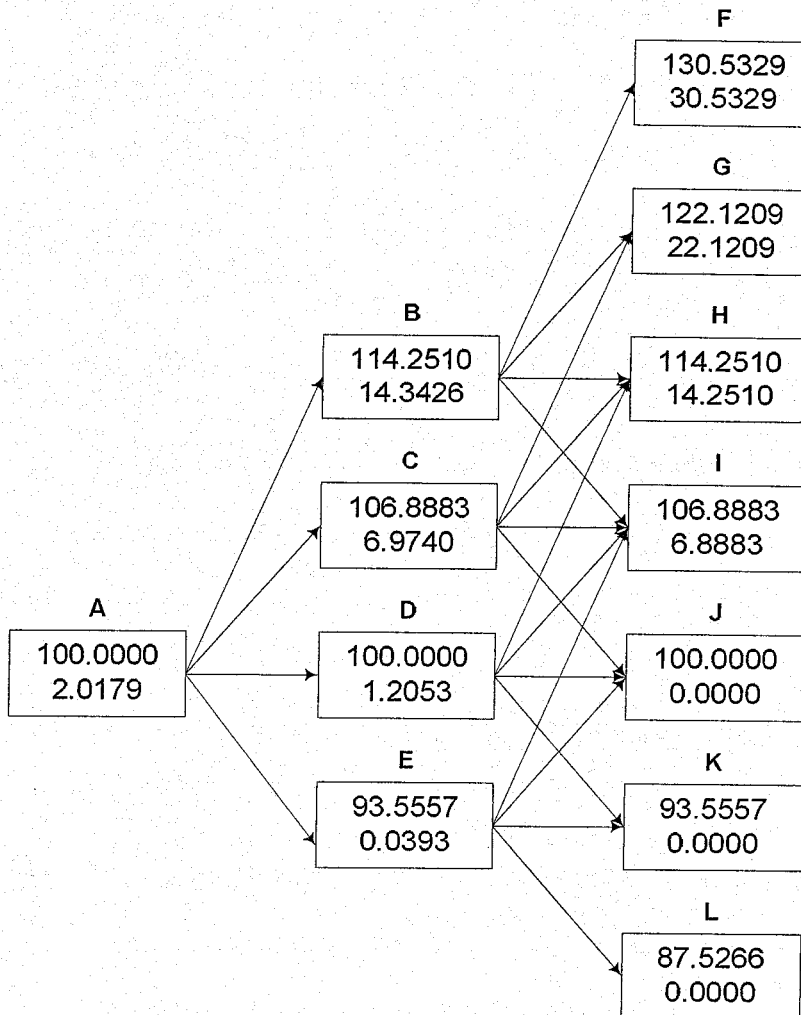 F
130.5329
30.5329
G
122.1209
22.1209
B
114.2510
14.3426
H
114.2510
14.2510
C
106.8883
6.9740
I
106.8883
6.8883
A
100.0000
2.0179
D
100.0000
1.2053
J
100.0000
0.0000
E
93.5557
0.0393
K
93.5557
0.0000
L
87.5266
0.0000